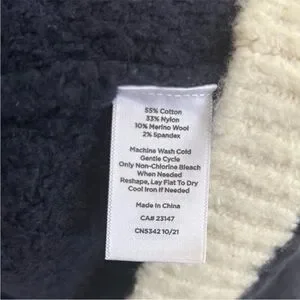 55% Cotton
33% Nylon
10% Merino Wool
2% Spandex
Machine Wash Cold
Gentle Cycle
Only Non-Chlorine Bleach
When Needed
Reshape, Lay Flat To Dry
Cool Iron If Needed
Made In China
CA# 23147
CN5342 10/21